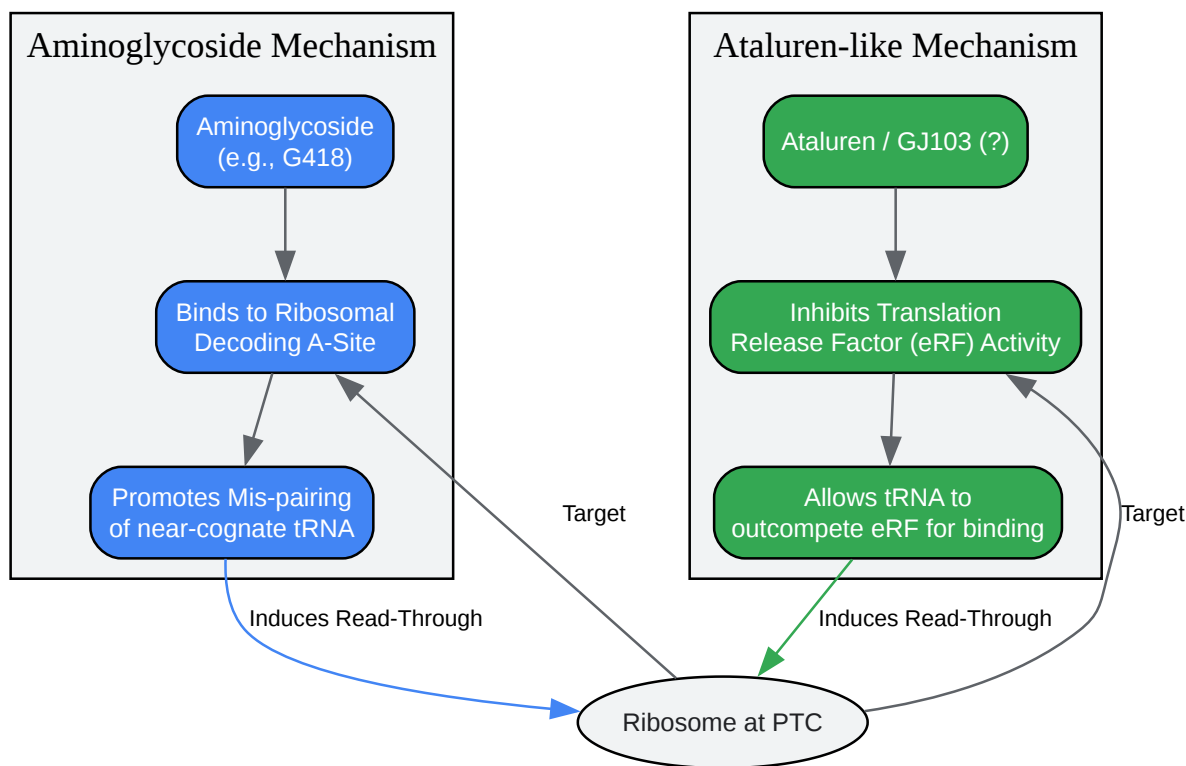 Aminoglycoside Mechanism
Aminoglycoside
(e.g., G418)
Binds to Ribosomal
Decoding A-Site
Promotes Mis-pairing
of near-cognate tRNA
Ataluren-like Mechanism
Ataluren / GJ103 (?)
Inhibits Translation
Release Factor (eRF) Activity
Allows tRNA to
outcompete eRF for binding
Target
Target
Induces Read-Through
Induces Read-Through
Ribosome at PTC